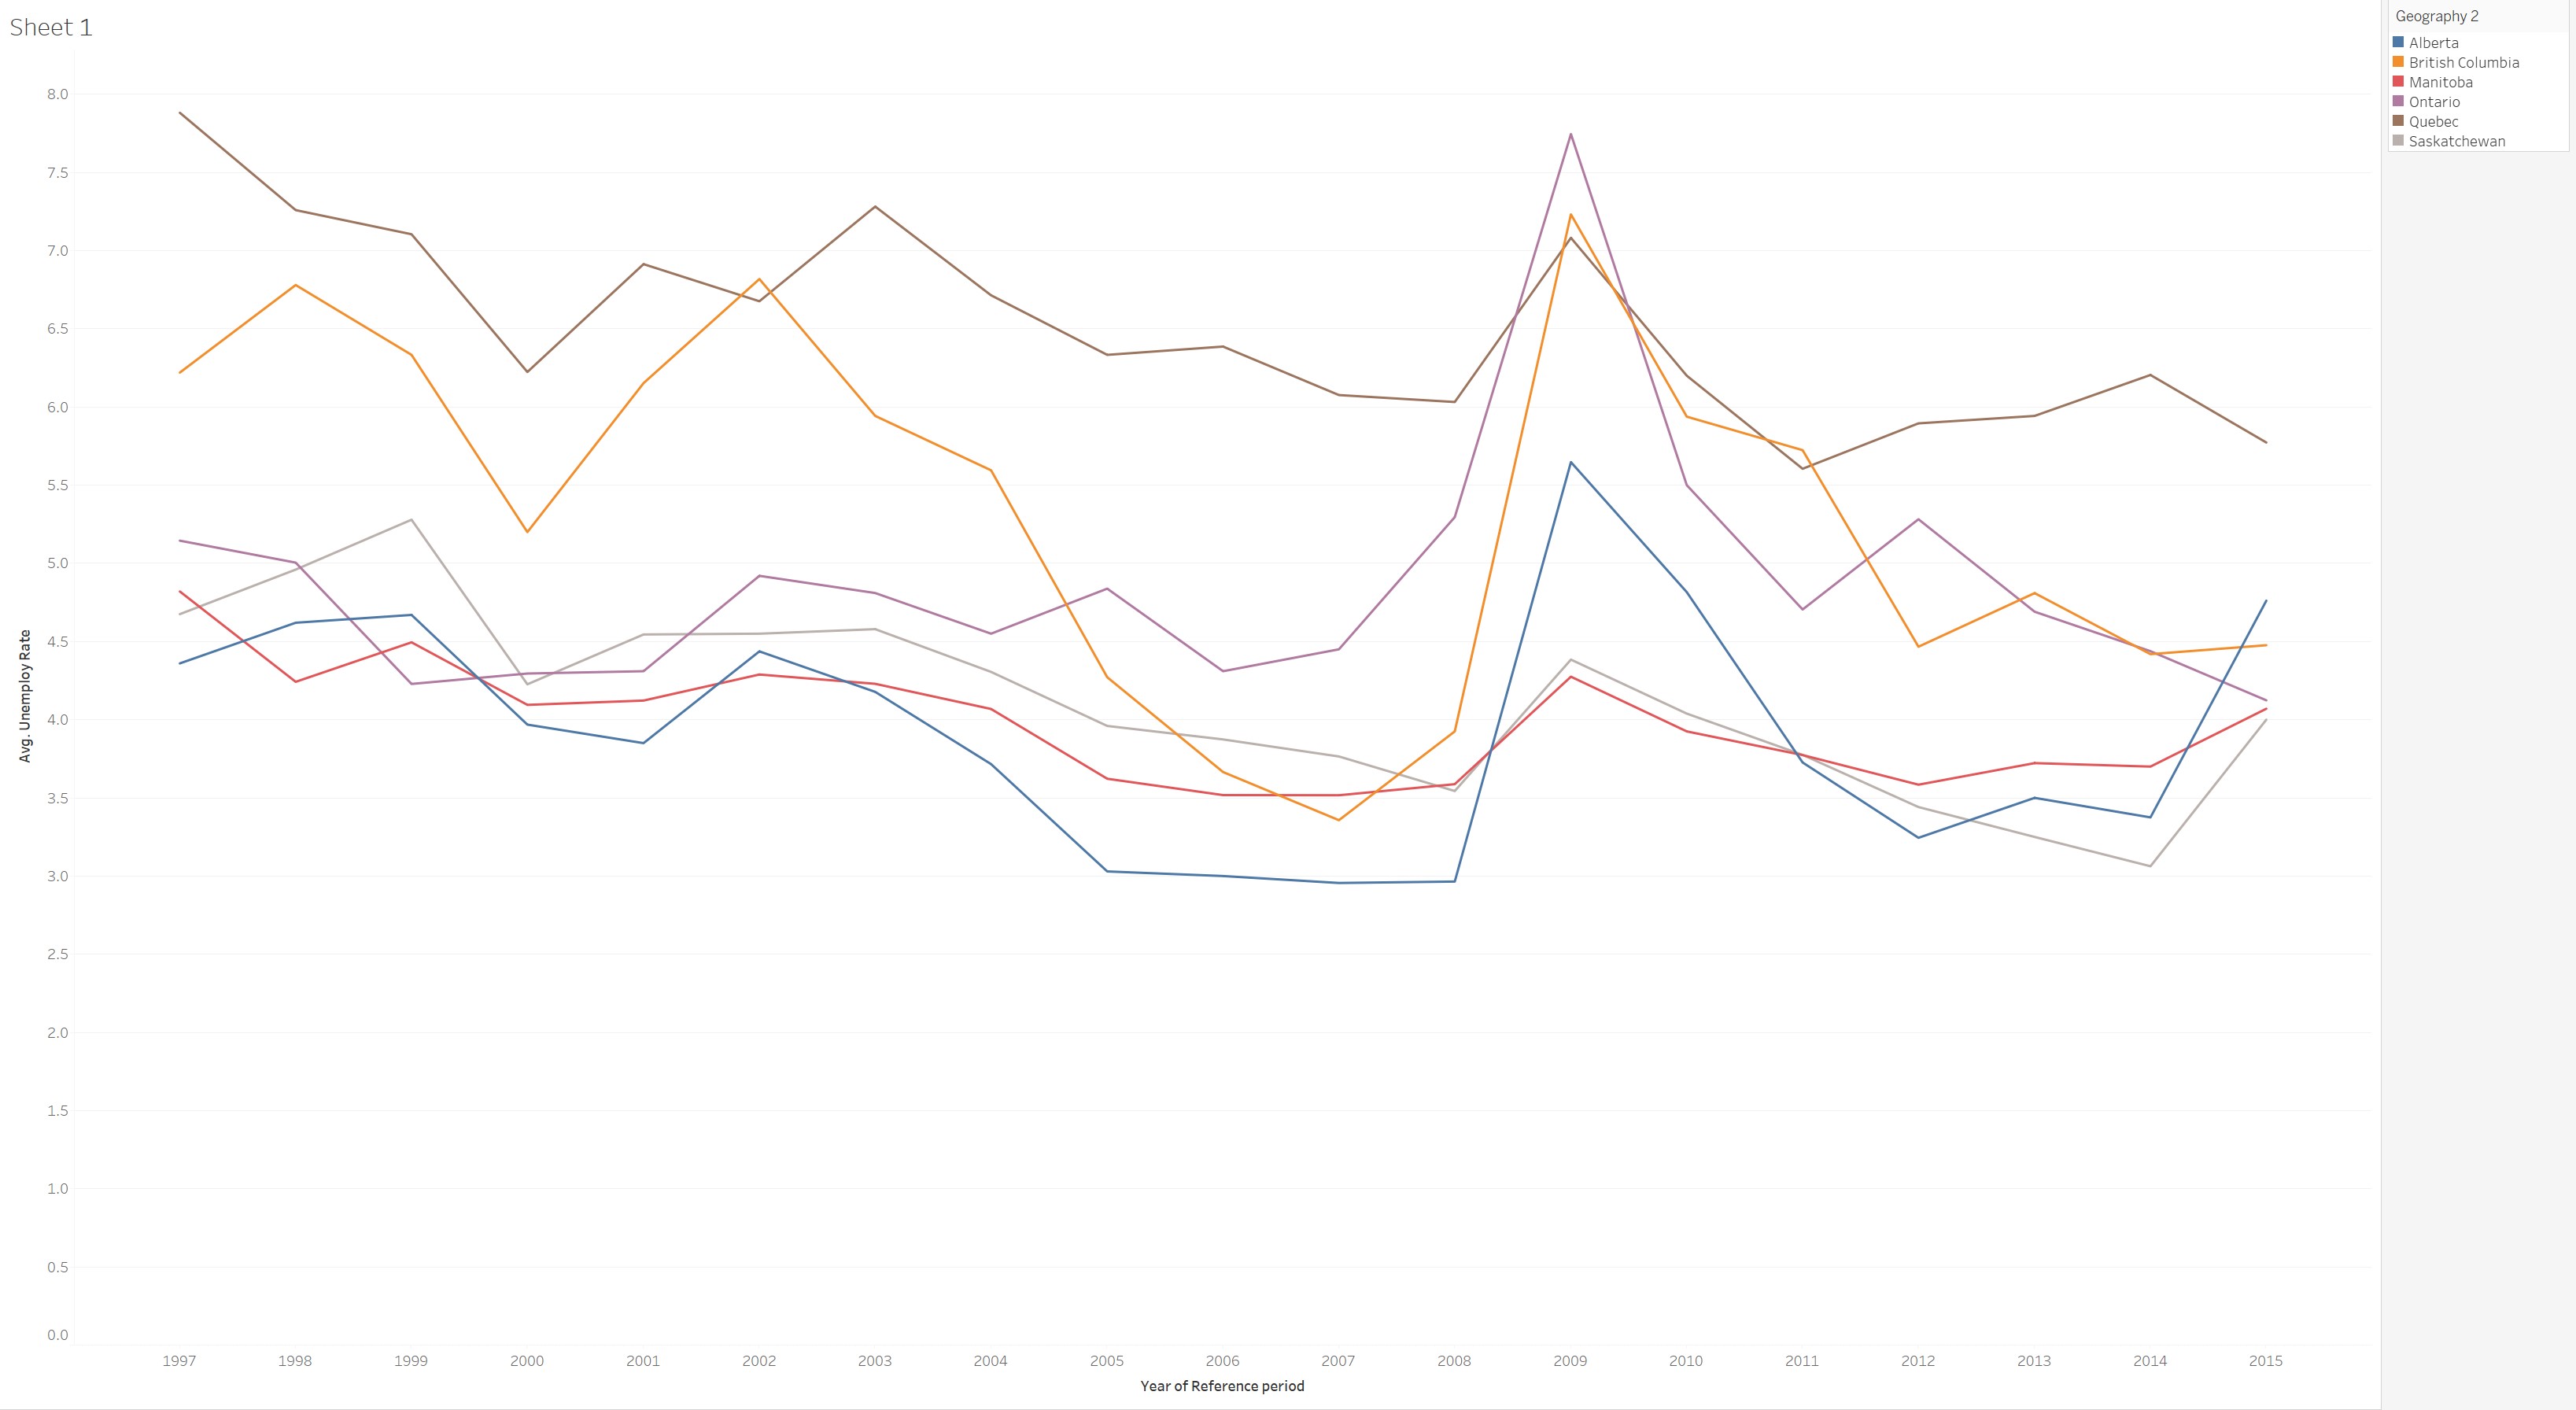 Sheet 1
Geography 2
Alberta
British Columbia
Manitoba
Ontario
Quebec
Saskatchewan
8.0
7.5
7.0
6.5
6.0
5.5
5.0
4.5
4.0
3.5
3.0
2.5
2.0
1.5
1.0
0.5
0.0
Avg. Unemploy Rate
1997 1998 1999 2000 2001 2002 2003 2004 2005 2006 2007 2008 2009 2010 2011 2012 2013 2014 2015
Year of Reference period